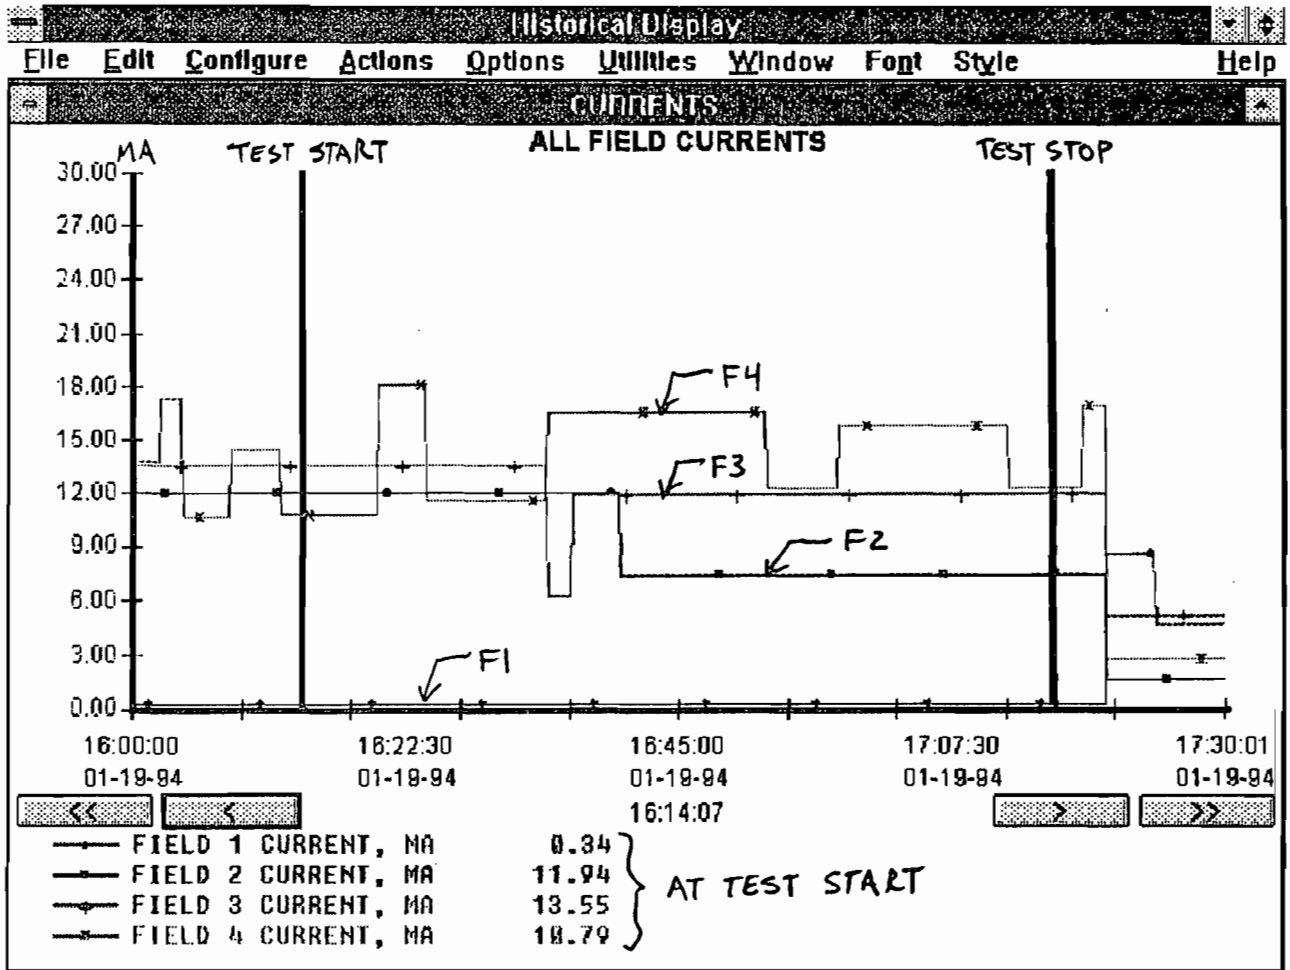 Historical Display
File Edit Configure Actions Options Utilities Window Font Style Help
CURRENTS
ALL FIELD CURRENTS
MA TEST START TEST STOP
30.00
27.00
24.00
21.00
18.00
F4
15.00
F3
12.00
F2
9.00
6.00
3.00
F1
0.00
16:00:00 16:22:30 16:45:00 17:07:30 17:30:01
01-19-94 01-19-94 01-19-94 01-19-94 01-19-94
<< < 16:14:07 > >>
FIELD 1 CURRENT, MA 0.34
FIELD 2 CURRENT, MA 11.94
AT TEST START
FIELD 3 CURRENT, MA 13.55
FIELD 4 CURRENT, MA 10.79